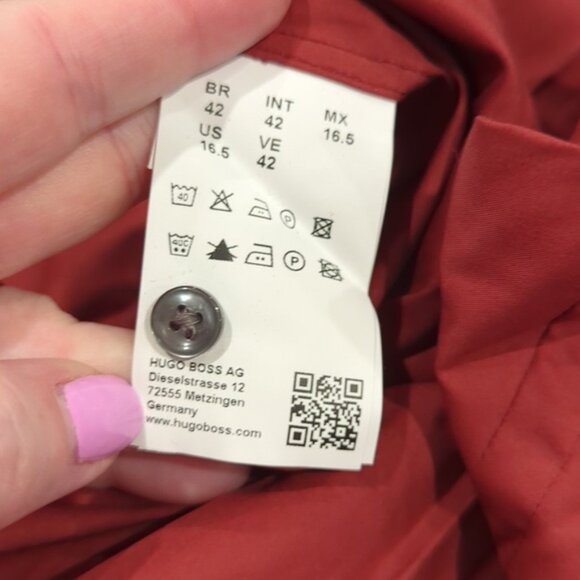 BR INT MX
42 42 16.5
US VE
16.5 42
40 P
40C P
HUGO BOSS AG
Dieselstrasse 12
72555 Metzingen
Germany
www.hugoboss.com